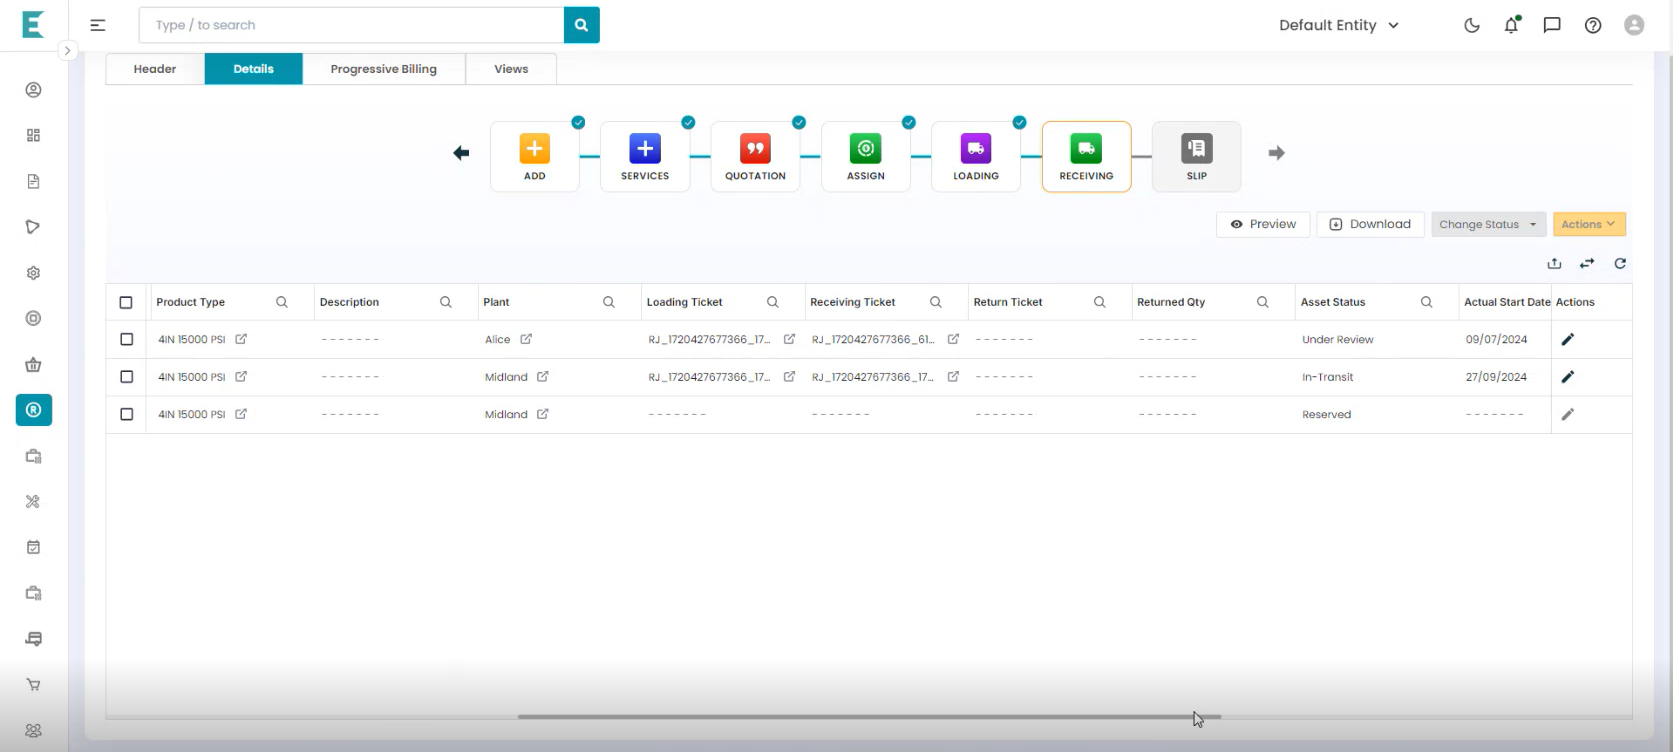 Type / to search
Default Entity
Header
Details
Progressive Billing
Views
ADD
SERVICES
QUOTATION
ASSIGN
LOADING
RECEIVING
SLIP
Preview
Download
Change Status
Actions
Product Type Description Plant Loading Ticket Receiving Ticket Return Ticket Returned Qty Asset Status Actual Start Date Actions
4IN 15000 PSI - - - - - - - Alice RJ_1720427677366_17... RJ_1720427677366_61... - - - - - - - - - - - - - - Under Review 09/07/2024
4IN 15000 PSI - - - - - - - Midland RJ_1720427677366_17... RJ_1720427677366_17... - - - - - - - - - - - - - - In-Transit 27/09/2024
4IN 15000 PSI - - - - - - - Midland - - - - - - - - - - - - - - - - - - - - - - - - - - - - Reserved - - - - - - -